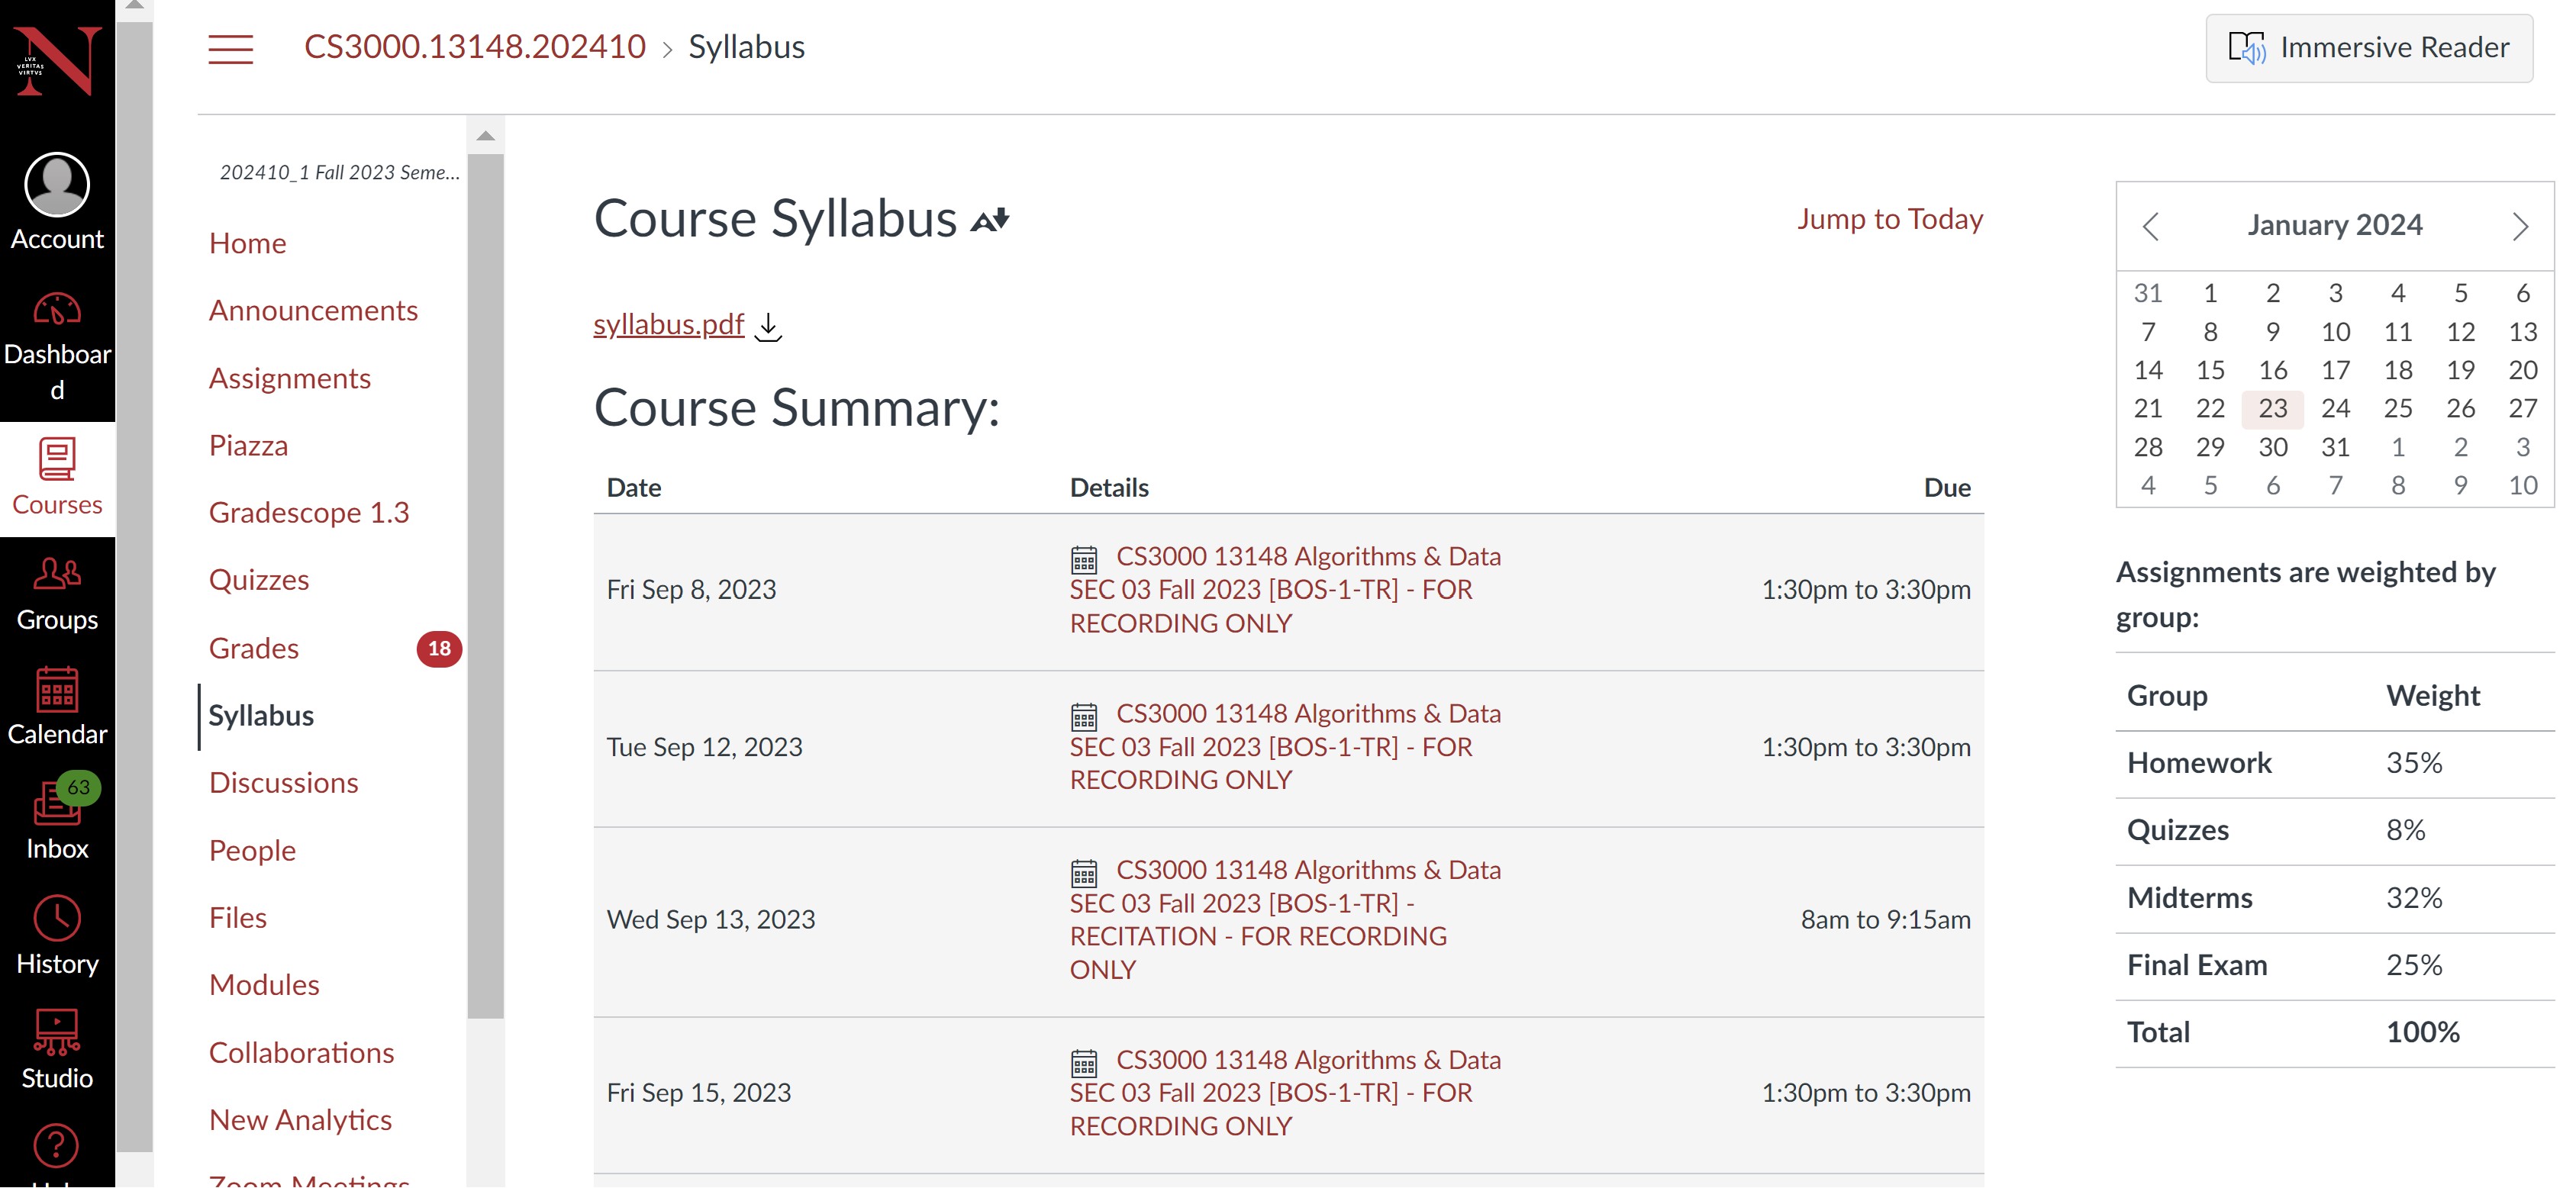 LVX
VERITAS
VIRTVS
Account
Dashboar
d
Courses
Groups
Calendar
63
Inbox
History
Studio
CS3000.13148.202410 > Syllabus
Immersive Reader
202410_1 Fall 2023 Seme...
Home
Announcements
Assignments
Piazza
Gradescope 1.3
Quizzes
Grades 18
Syllabus
Discussions
People
Files
Modules
Collaborations
New Analytics
Zoom Meetings
Course Syllabus
Jump to Today
syllabus.pdf
Course Summary:
Date Details Due
Fri Sep 8, 2023
CS3000 13148 Algorithms & Data
SEC 03 Fall 2023 [BOS-1-TR] - FOR
RECORDING ONLY
1:30pm to 3:30pm
Tue Sep 12, 2023
CS3000 13148 Algorithms & Data
SEC 03 Fall 2023 [BOS-1-TR] - FOR
RECORDING ONLY
1:30pm to 3:30pm
Wed Sep 13, 2023
CS3000 13148 Algorithms & Data
SEC 03 Fall 2023 [BOS-1-TR] -
RECITATION - FOR RECORDING
ONLY
8am to 9:15am
Fri Sep 15, 2023
CS3000 13148 Algorithms & Data
SEC 03 Fall 2023 [BOS-1-TR] - FOR
RECORDING ONLY
1:30pm to 3:30pm
January 2024
31 1 2 3 4 5 6
7 8 9 10 11 12 13
14 15 16 17 18 19 20
21 22 23 24 25 26 27
28 29 30 31 1 2 3
4 5 6 7 8 9 10
Assignments are weighted by
group:
Group Weight
Homework 35%
Quizzes 8%
Midterms 32%
Final Exam 25%
Total 100%